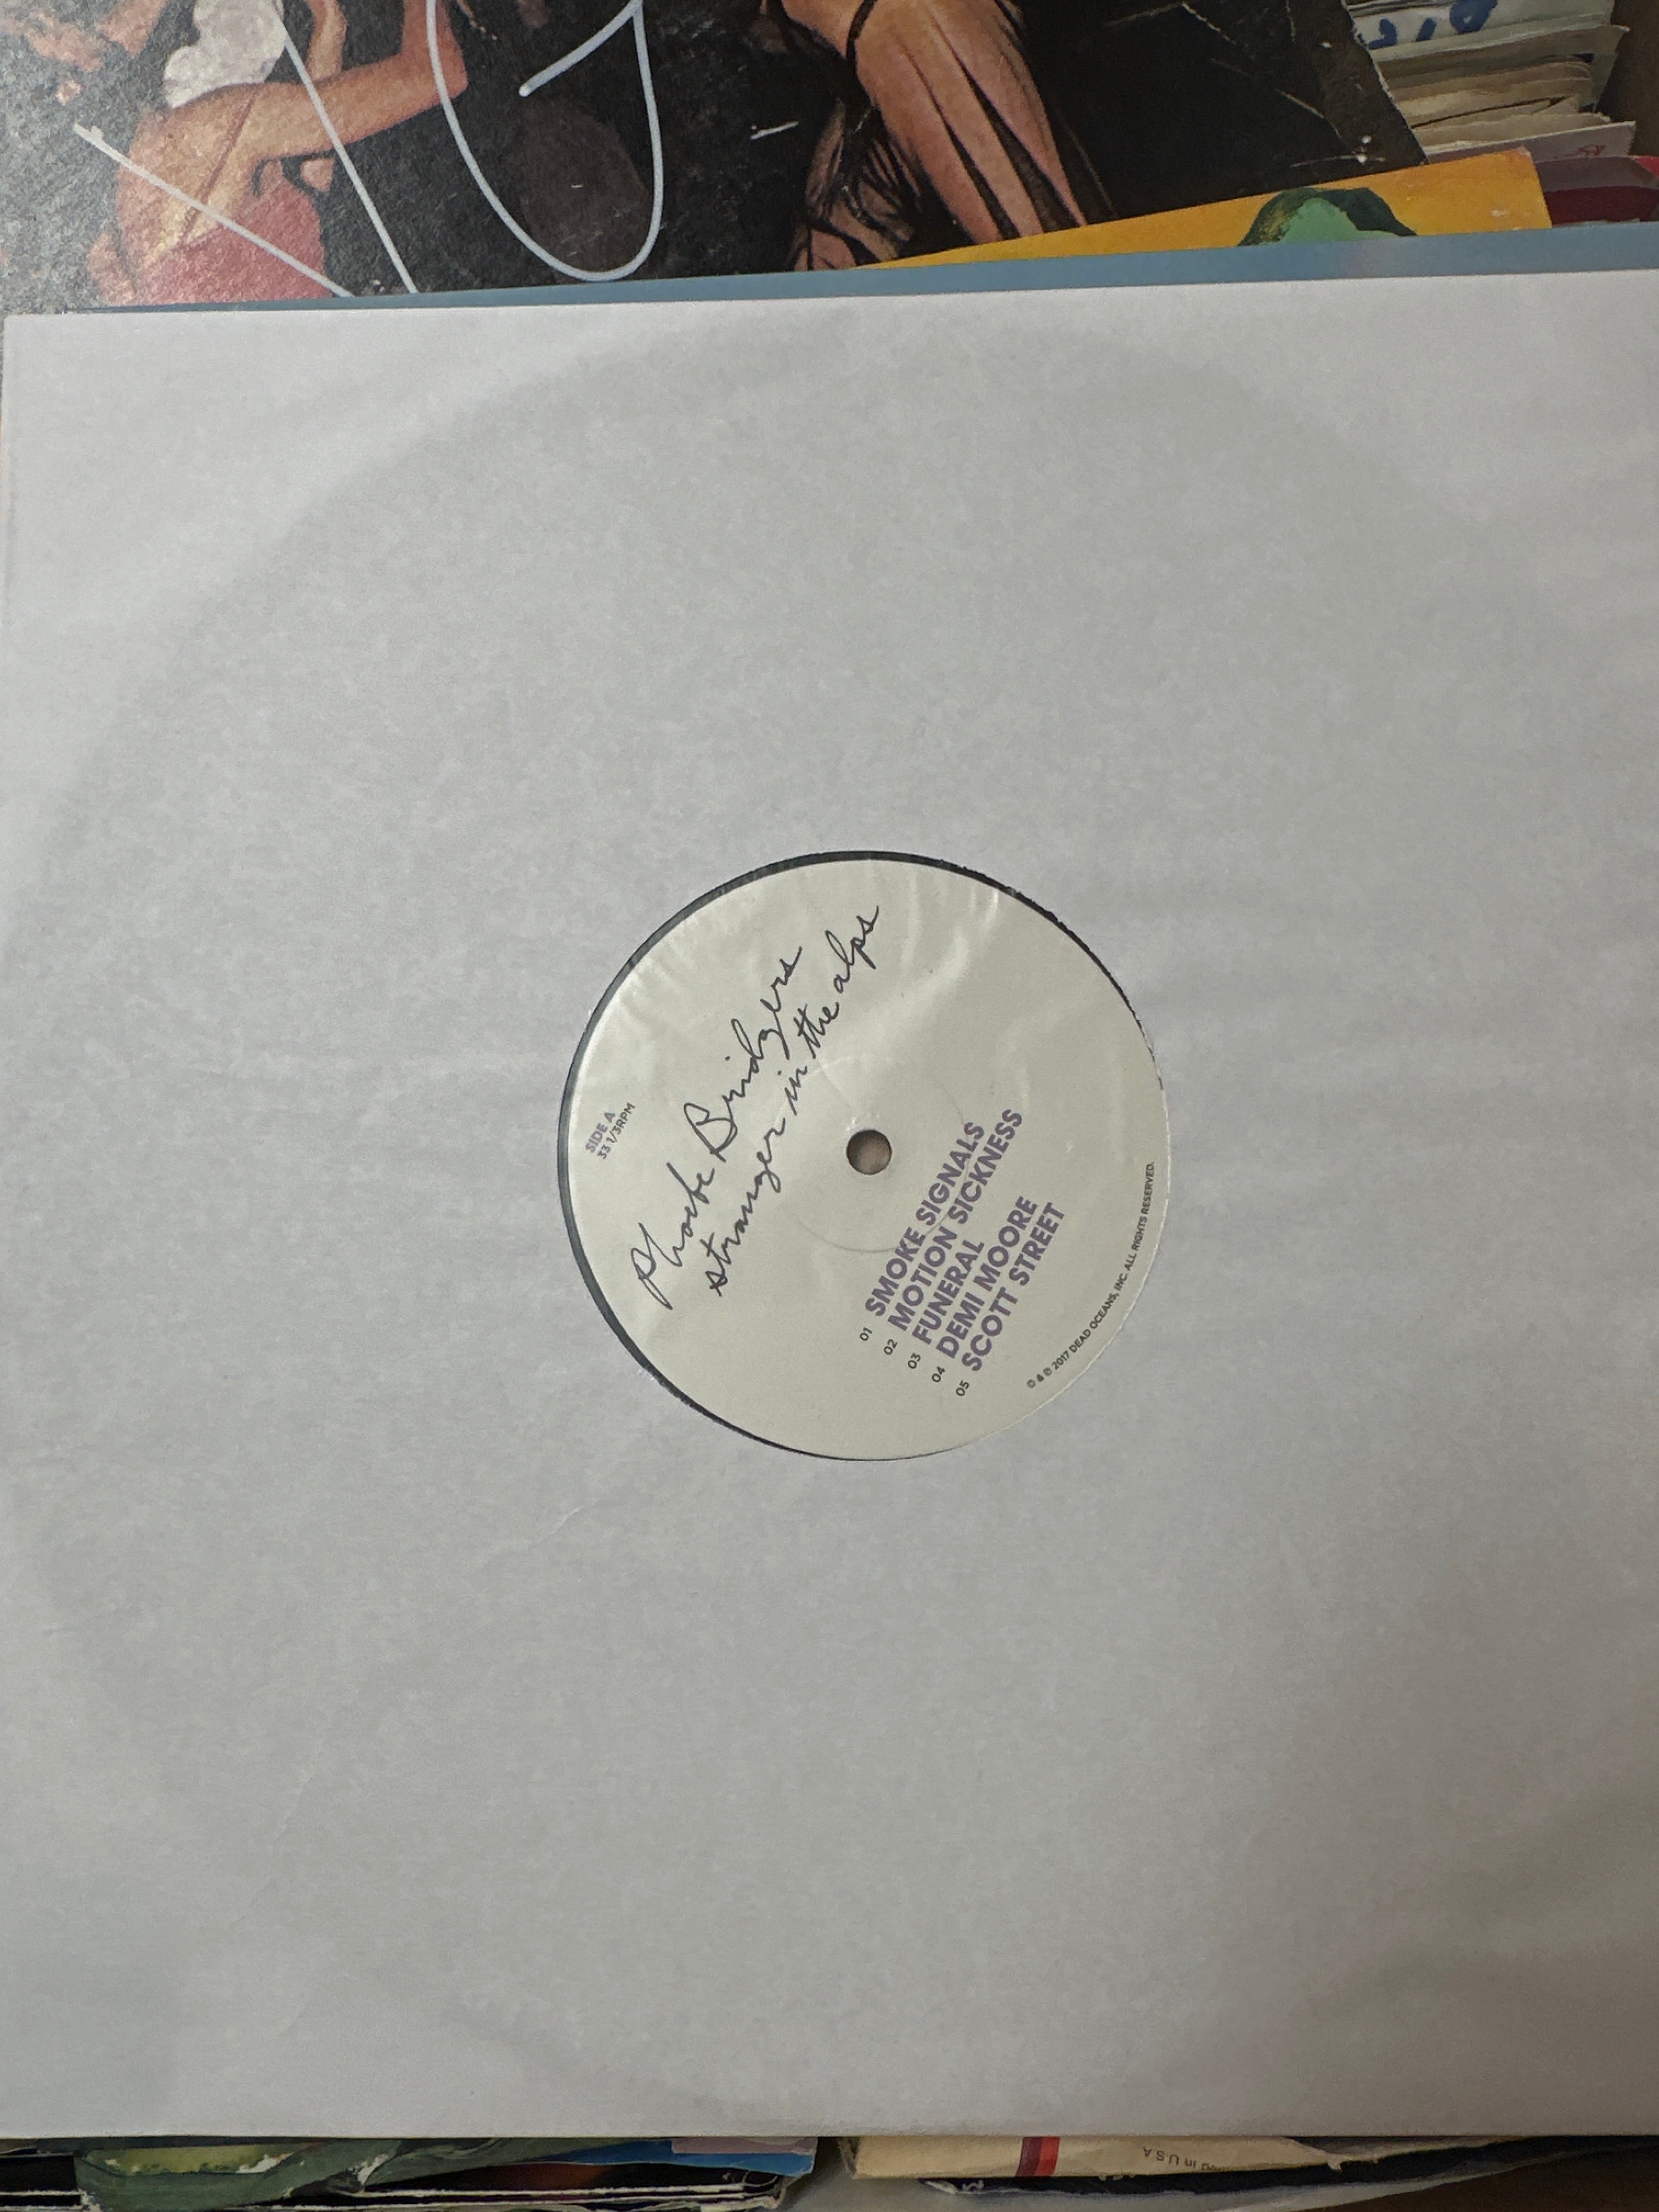 SIDE A
33 1/3RPM
Phoebe Bridgers
stranger in the alps
01 SMOKE SIGNALS
02 MOTION SICKNESS
03 FUNERAL
04 DEMI MOORE
05 SCOTT STREET
© & ℗ 2017 DEAD OCEANS, INC. ALL RIGHTS RESERVED.
in U S A